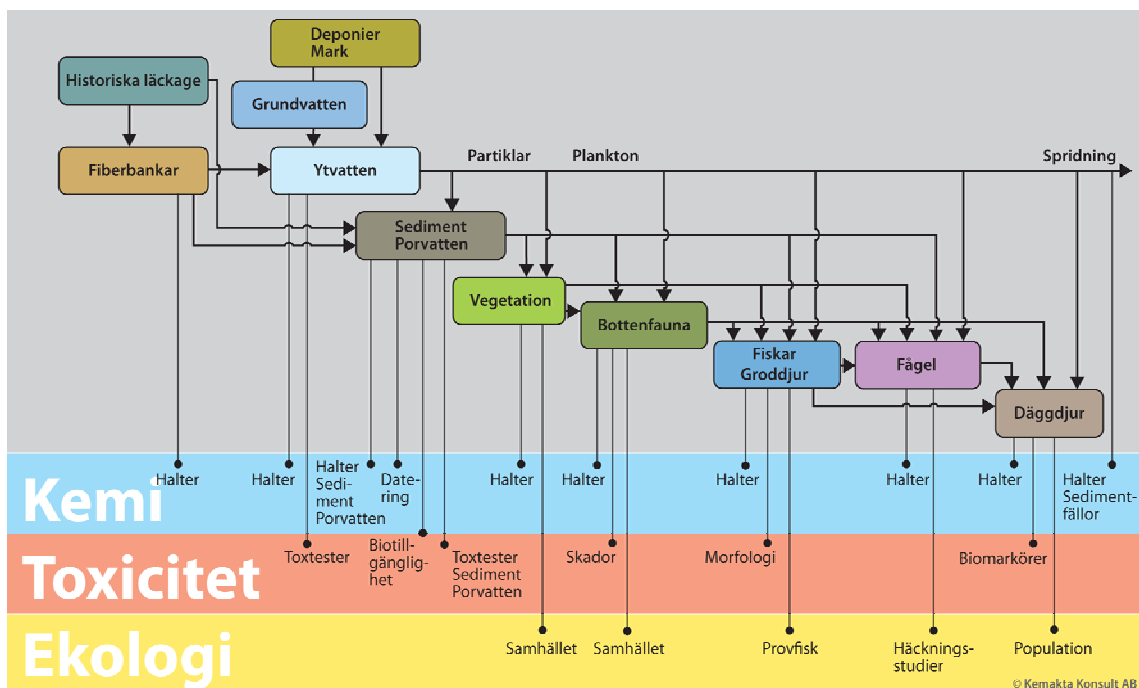 Deponier
Mark
Historiska läckage
Grundvatten
Fiberbankar
Ytvatten
Partiklar
Plankton
Spridning
Sediment
Porvatten
Vegetation
Bottenfauna
Fiskar
Groddjur
Fågel
Däggdjur
Kemi
Halter
Halter
Halter
Sedi-
ment
Porvatten
Date-
ring
Halter
Halter
Halter
Halter
Halter
Halter
Sediment-
fällor
Toxicitet
Toxtester
Biotill-
gänglig-
het
Toxtester
Sediment
Porvatten
Skador
Morfologi
Biomarkörer
Ekologi
Samhället
Samhället
Provfisk
Häcknings-
studier
Population
© Kemakta Konsult AB